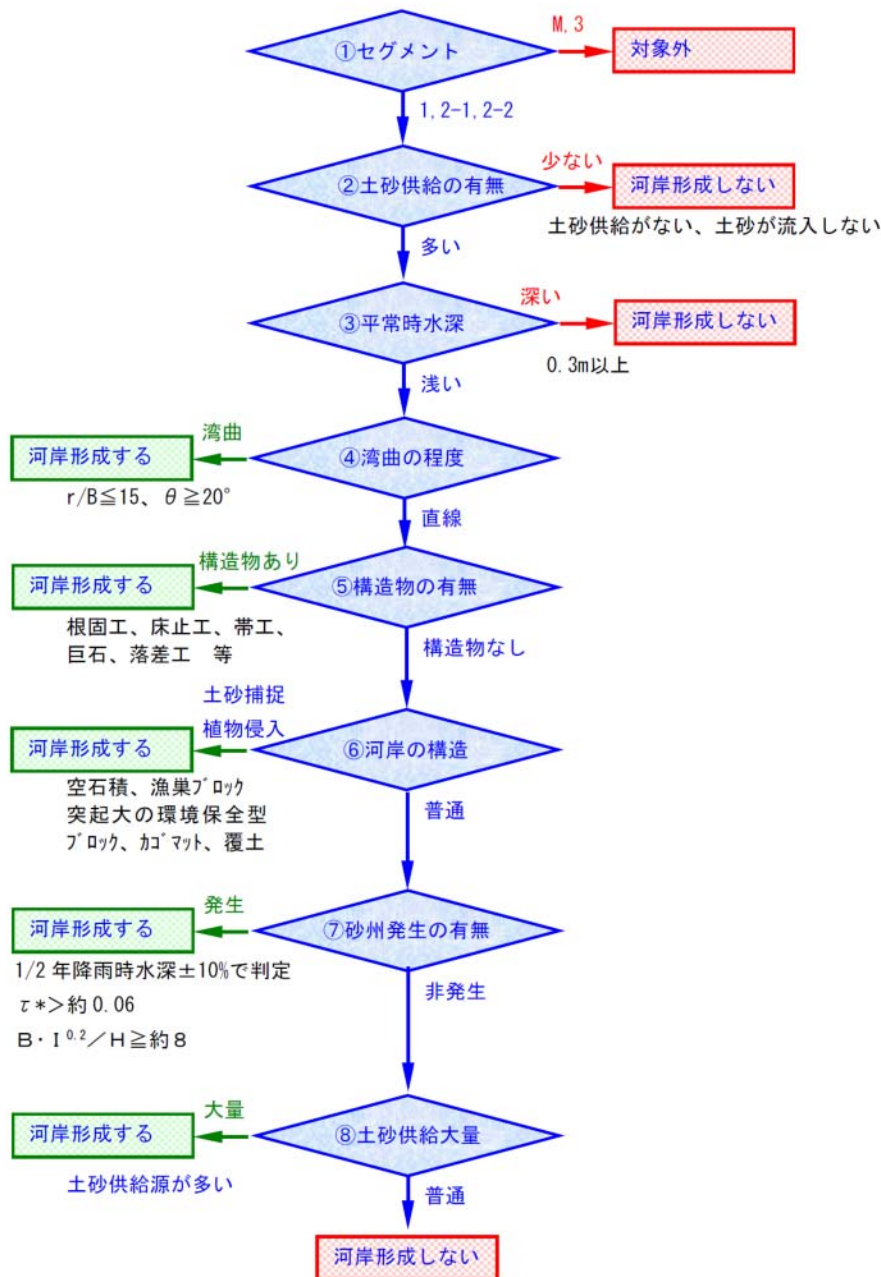 M,3
①セグメント
対象外
1,2-1,2-2
少ない
②土砂供給の有無
河岸形成しない
土砂供給がない、土砂が流入しない
多い
深い
③平常時水深
河岸形成しない
0.3m以上
浅い
湾曲
河岸形成する
④湾曲の程度
r/B≦15、θ≧20°
直線
構造物あり
河岸形成する
⑤構造物の有無
根固工、床止工、帯工、
巨石、落差工 等
構造物なし
土砂捕捉
植物侵入
河岸形成する
⑥河岸の構造
空石積、漁巣ﾌﾞﾛｯｸ
突起大の環境保全型
ﾌﾞﾛｯｸ、ｶｺﾞﾏｯﾄ、覆土
普通
発生
河岸形成する
⑦砂州発生の有無
1/2年降雨時水深±10%で判定
τ*>約0.06
B・I^0.2／H≧約8
非発生
大量
河岸形成する
⑧土砂供給大量
土砂供給源が多い
普通
河岸形成しない